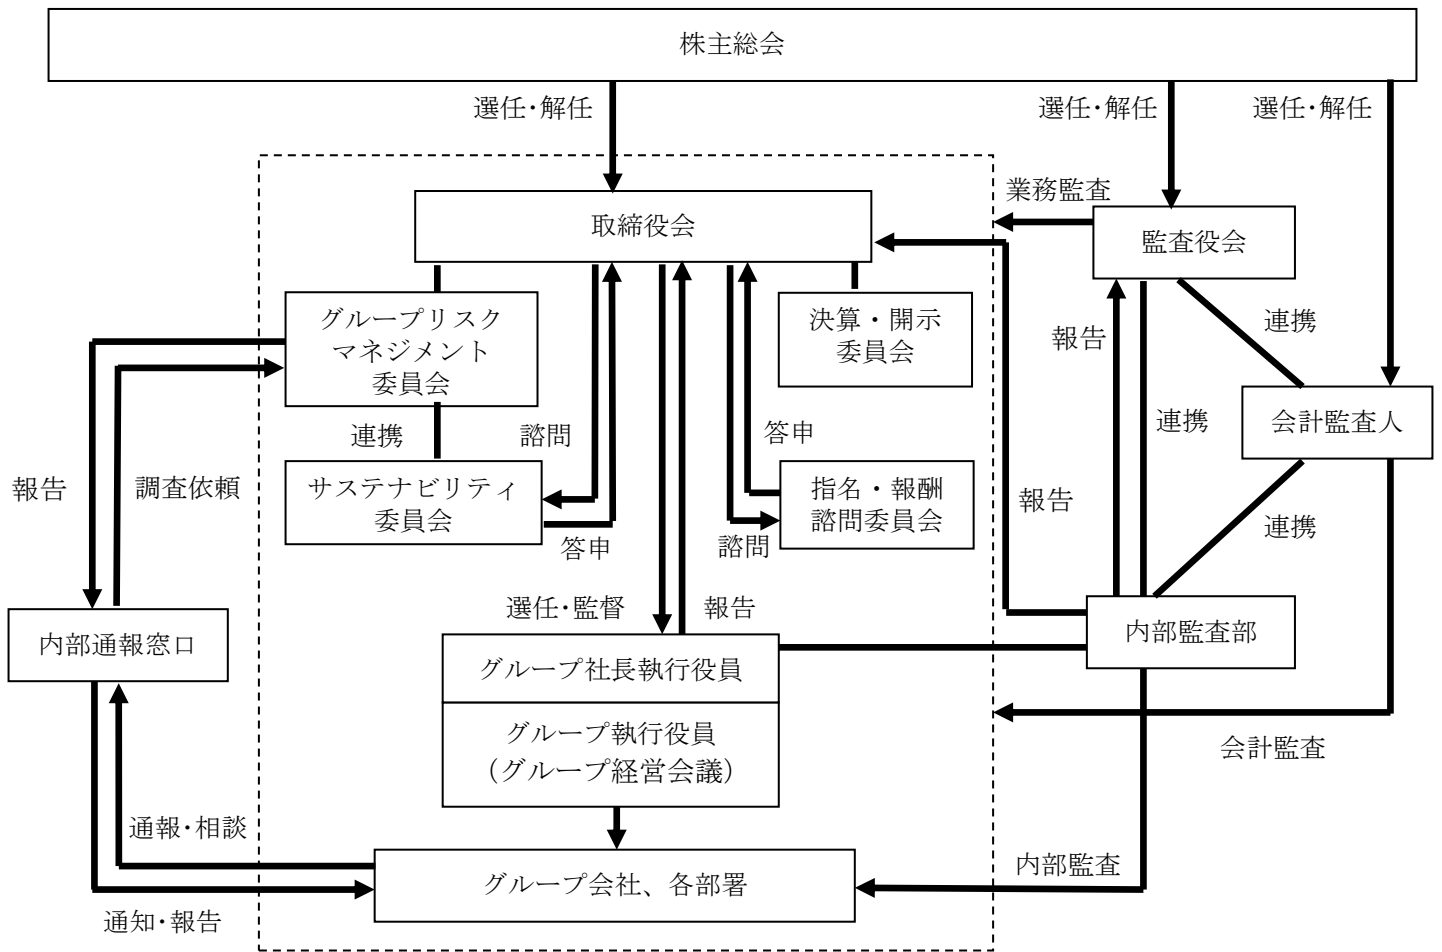 株主総会
選任・解任
選任・解任
選任・解任
業務監査
取締役会
監査役会
グループリスク
マネジメント
委員会
決算・開示
委員会
連携
報告
会計監査人
連携
連携
諮問
答申
サステナビリティ
委員会
指名・報酬
諮問委員会
報告
調査依頼
報告
連携
答申
諮問
選任・監督
報告
内部通報窓口
内部監査部
グループ社長執行役員
グループ執行役員
（グループ経営会議）
会計監査
通報・相談
内部監査
グループ会社、各部署
通知・報告